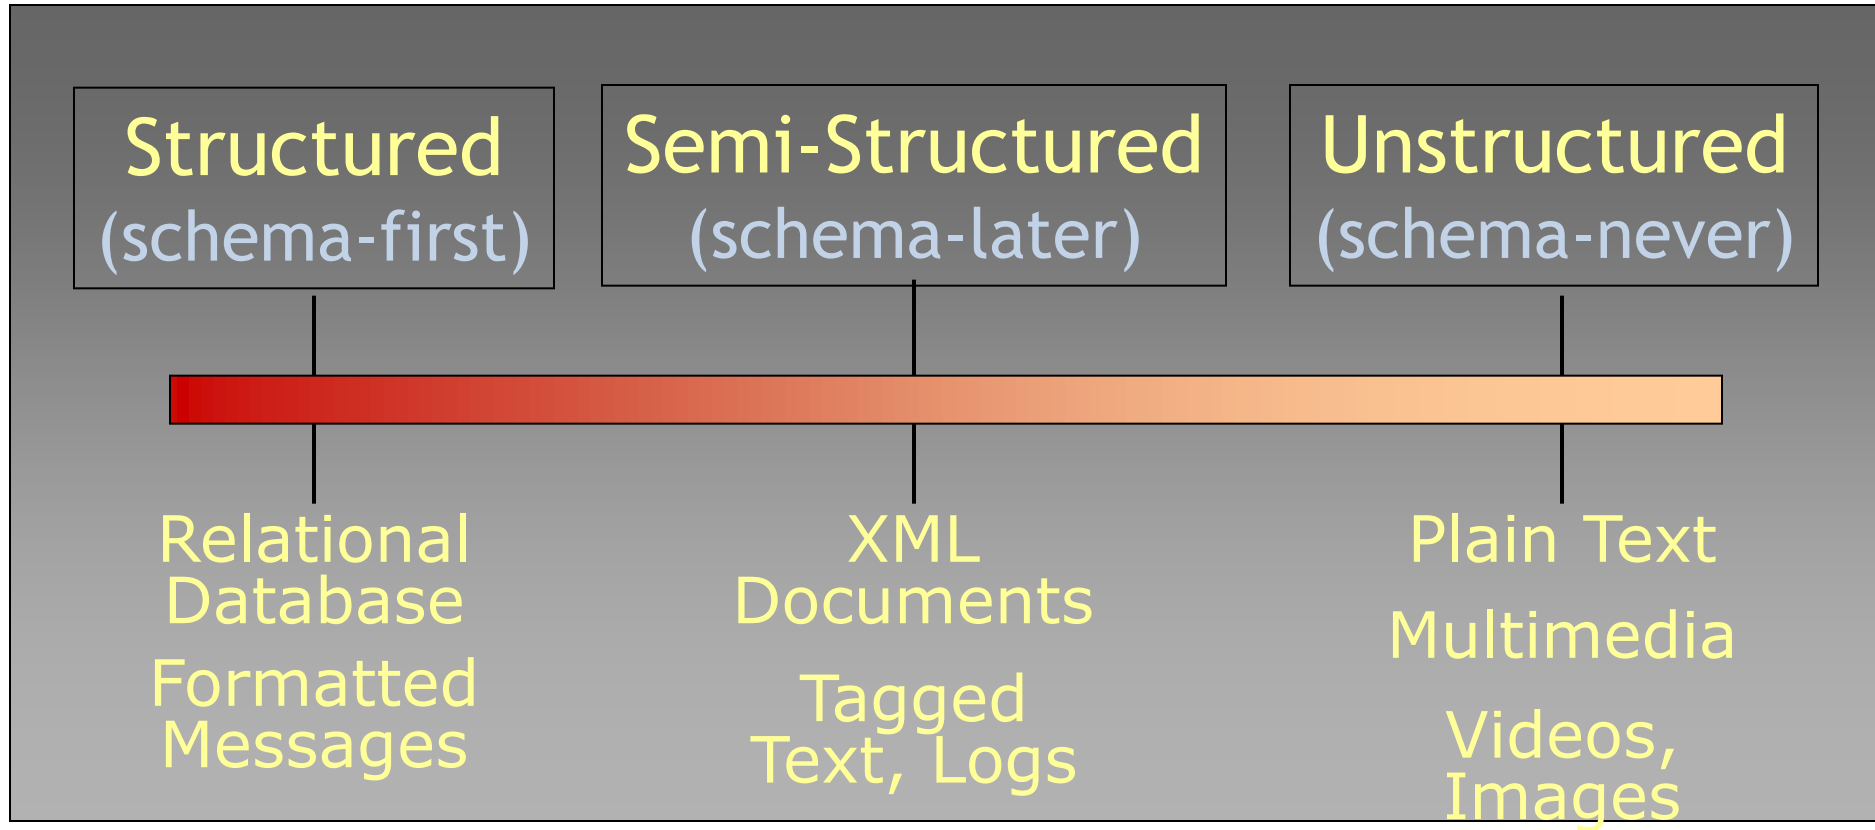 Structured
(schema-first)
Semi-Structured
(schema-later)
Unstructured
(schema-never)
Relational
Database
Formatted
Messages
XML
Documents
Tagged
Text, Logs
Plain Text
Multimedia
Videos,
Images